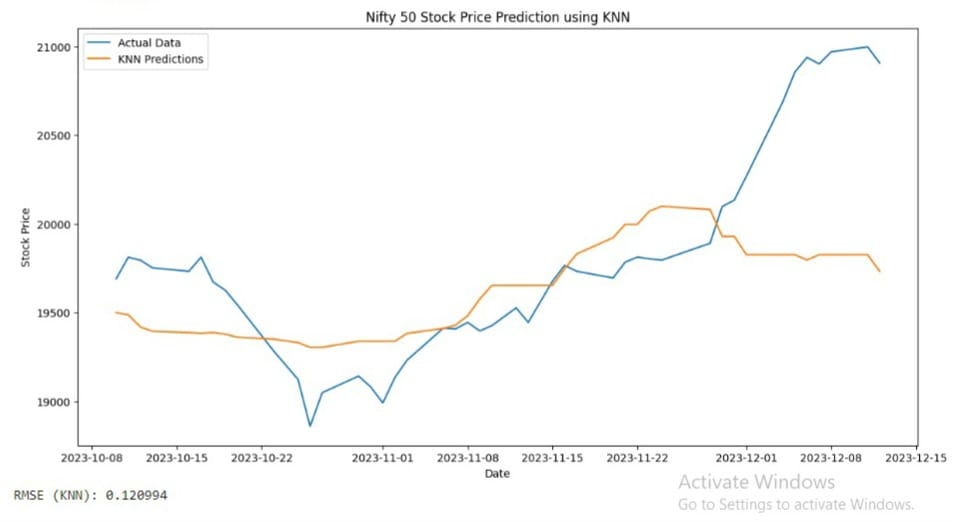 Nifty 50 Stock Price Prediction using KNN
Actual Data
KNN Predictions
21000
20500
20000
19500
19000
Stock Price
2023-10-08 2023-10-15 2023-10-22 2023-11-01 2023-11-08 2023-11-15 2023-11-22 2023-12-01 2023-12-08 2023-12-15
Date
RMSE (KNN): 0.120994
Activate Windows
Go to Settings to activate Windows.